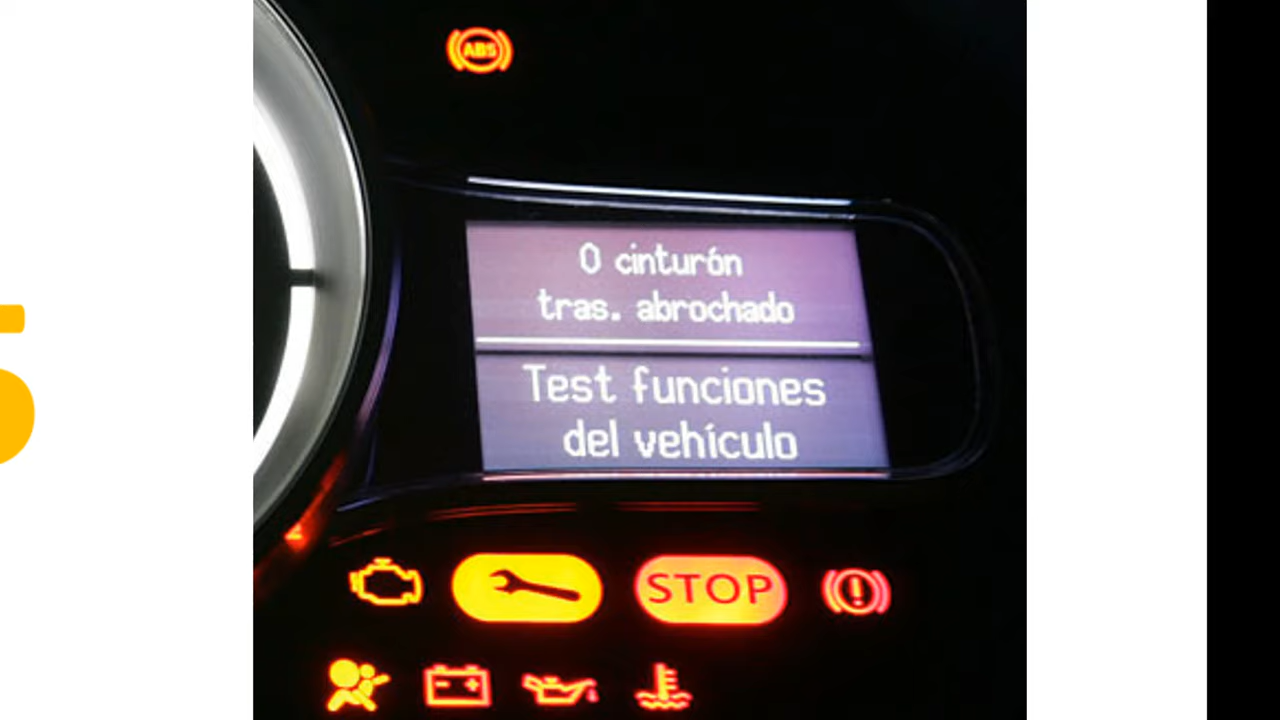 ABS
0 cinturón
tras. abrochado
Test funciones
del vehículo
STOP